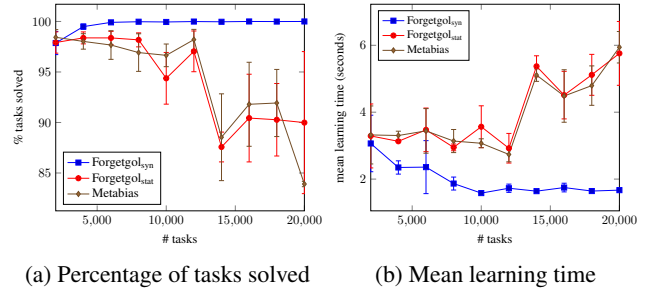 100
95
90
85
% tasks solved
Forgetgol_syn
Forgetgol_stat
Metabias
5,000 10,000 15,000 20,000
# tasks
(a) Percentage of tasks solved
6
4
2
mean learning time (seconds)
Forgetgol_syn
Forgetgol_stat
Metabias
5,000 10,000 15,000 20,000
# tasks
(b) Mean learning time